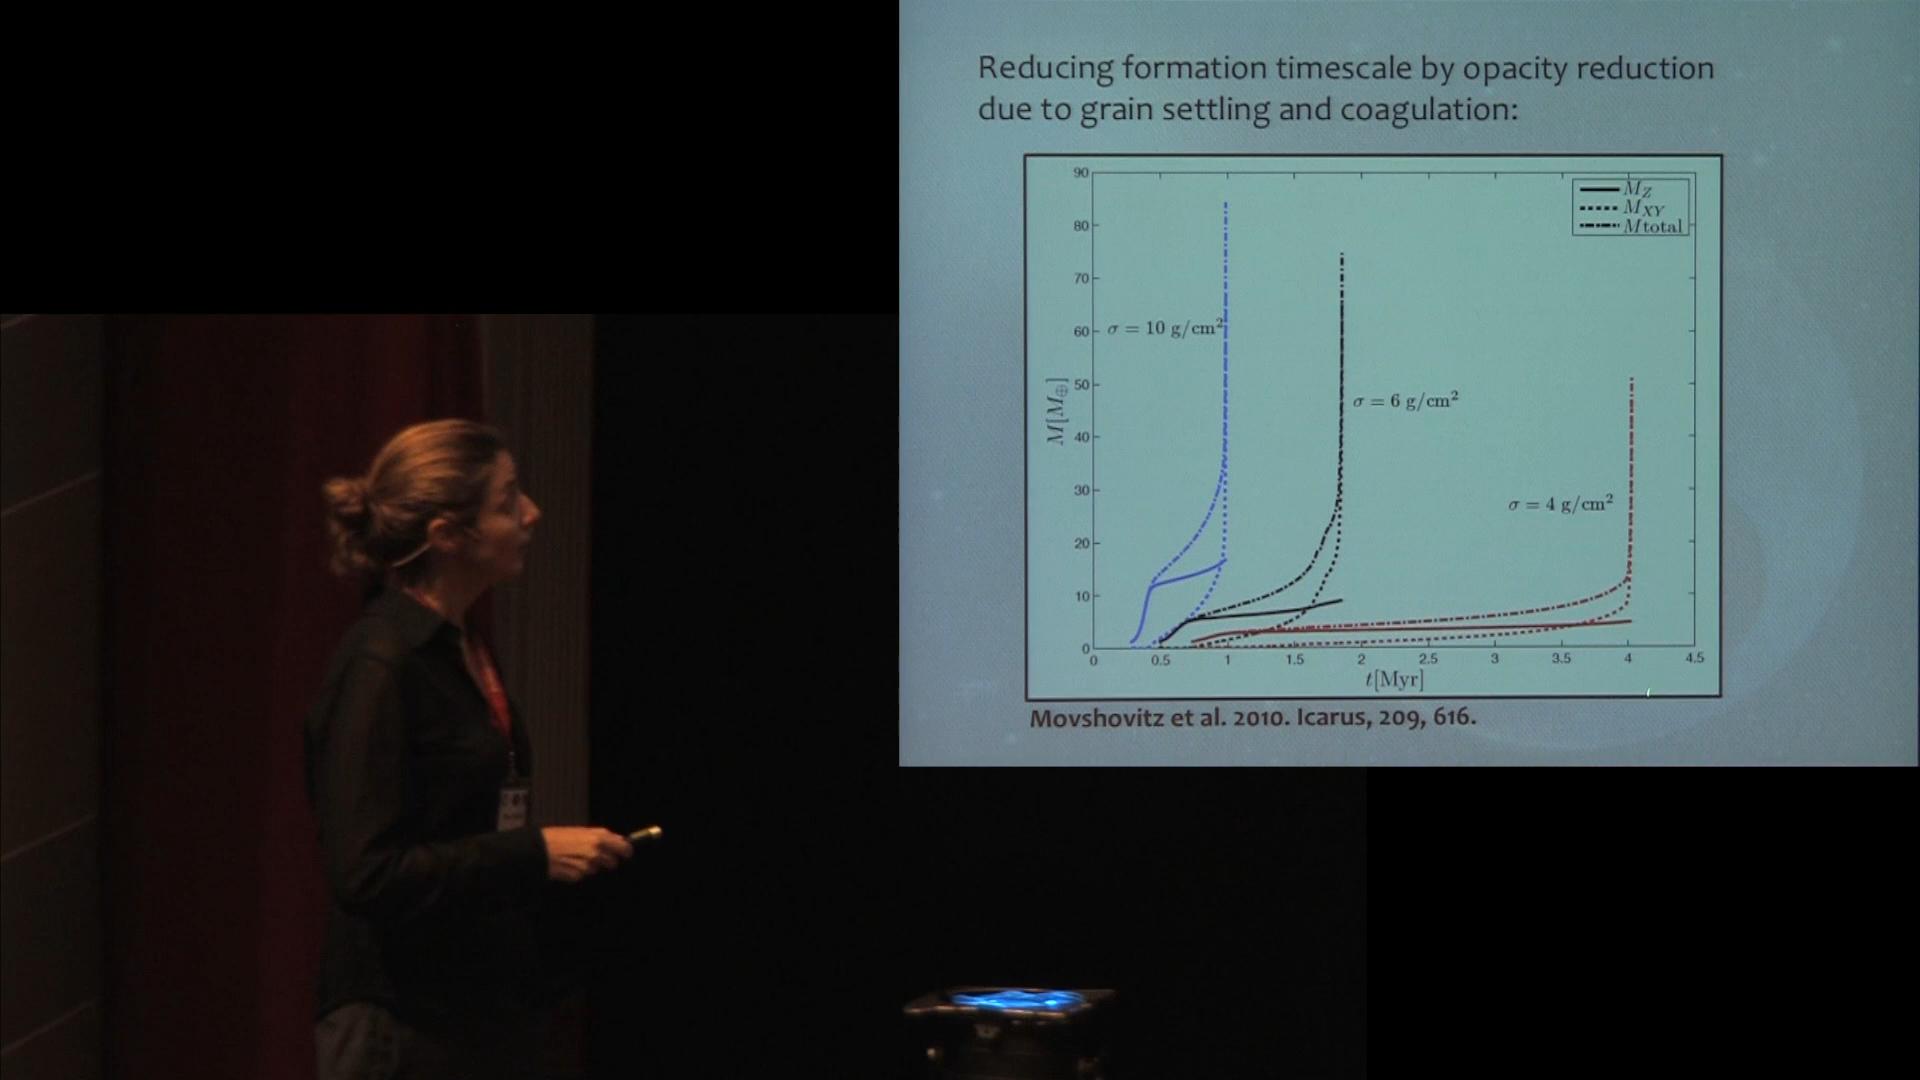 Reducing formation timescale by opacity reduction
due to grain settling and coagulation:
M_Z
M_XY
Mtotal
90
80
70
60
50
40
30
20
10
0
M[M⊕]
σ = 10 g/cm²
σ = 6 g/cm²
σ = 4 g/cm²
0 0.5 1 1.5 2 2.5 3 3.5 4 4.5
t[Myr]
Movshovitz et al. 2010. Icarus, 209, 616.